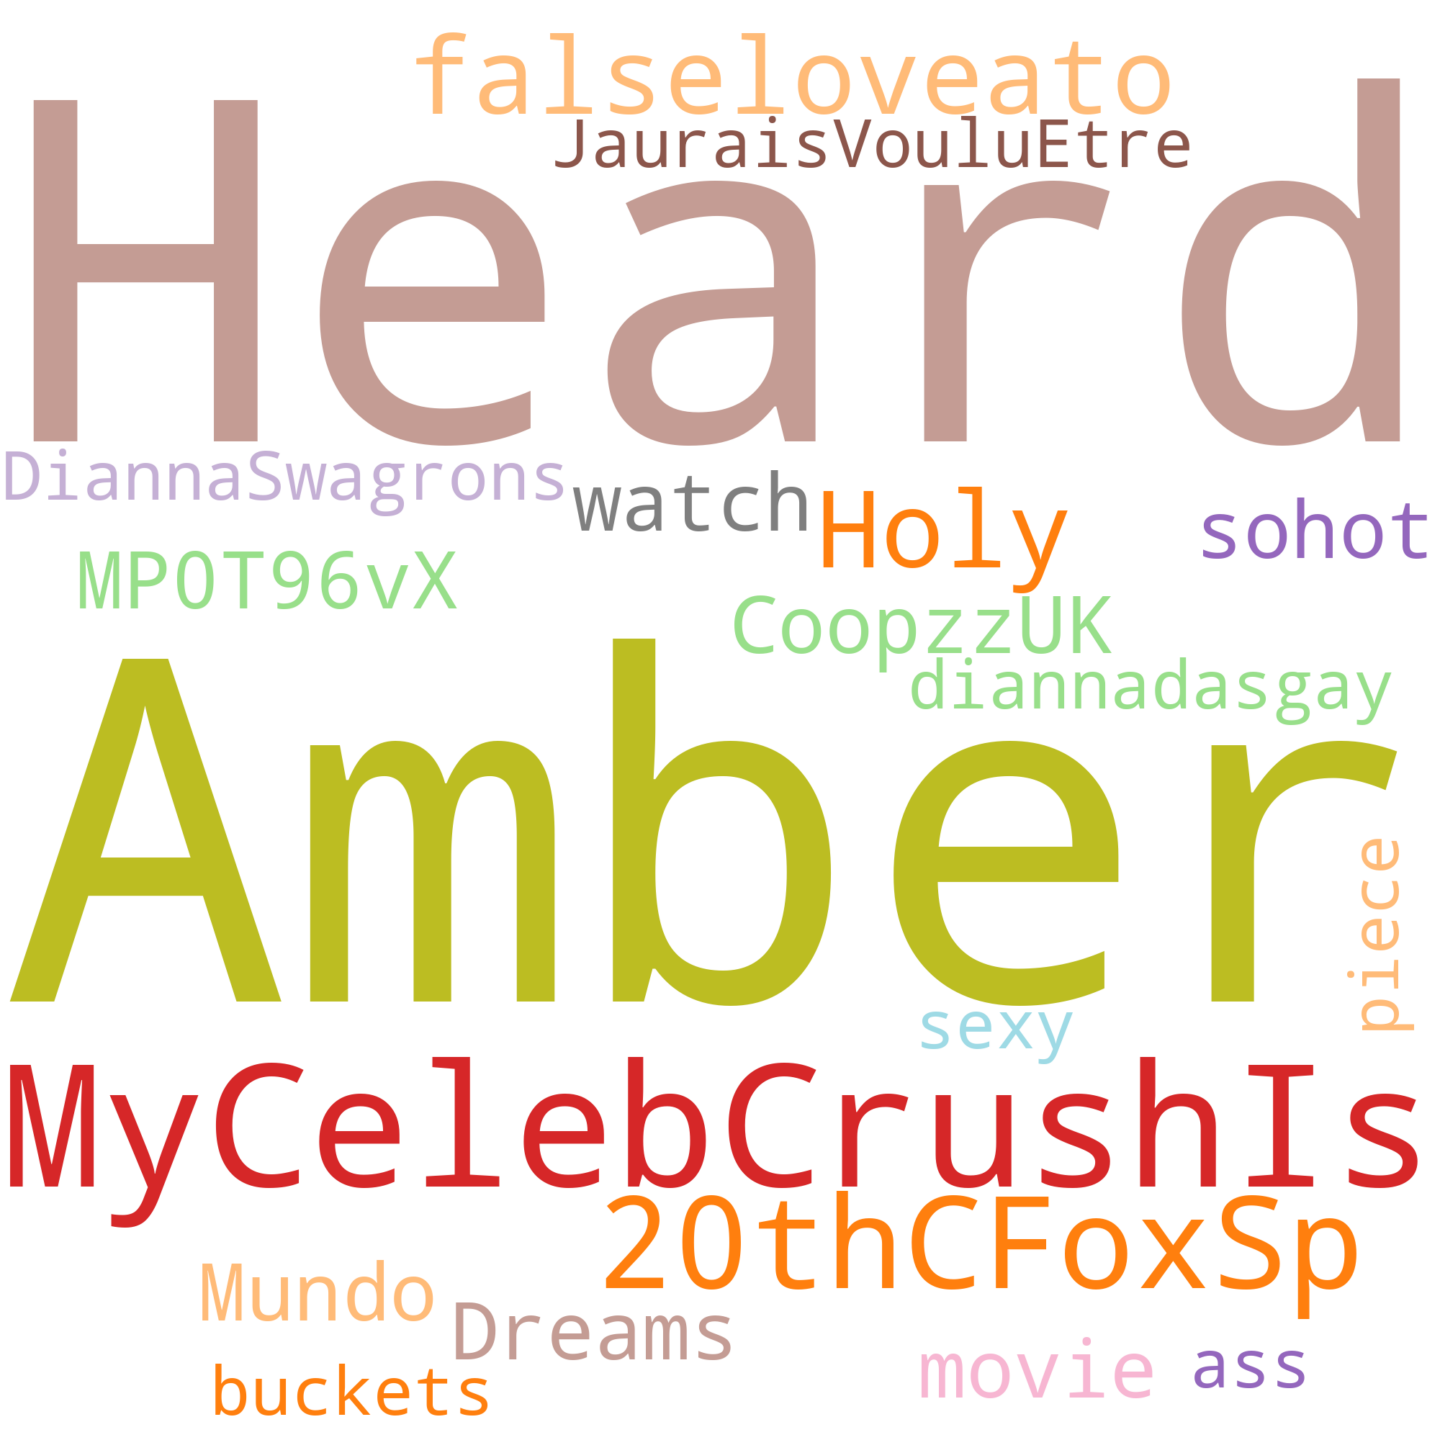 falseloveato
JauraisVouluEtre
Heard
DiannaSwagrons
watch
Holy
sohot
MP0T96vX
CoopzzUK
diannadasgay
Amber
piece
sexy
MyCelebCrushIs
20thCFoxSp
Mundo
Dreams
movie
ass
buckets